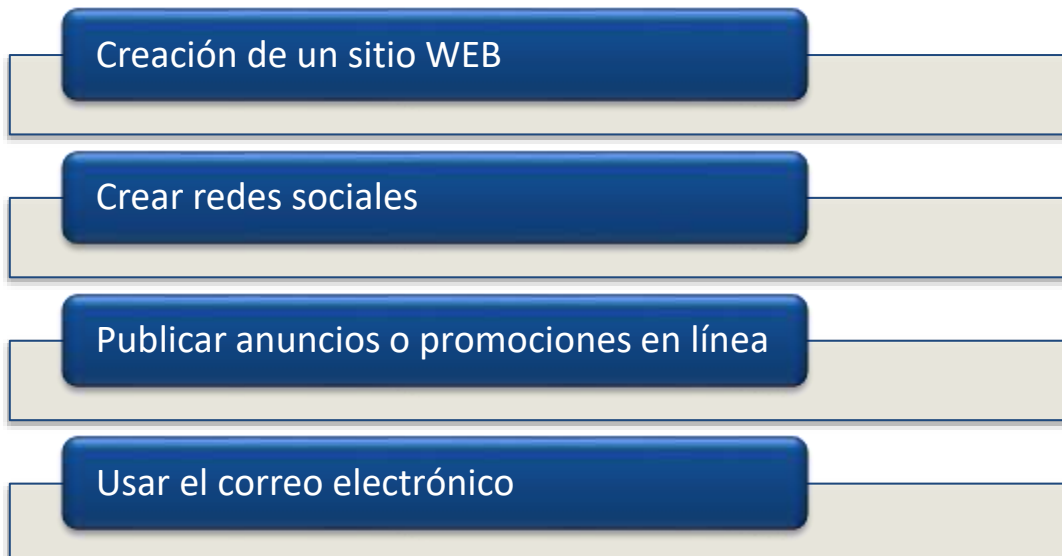 Creación de un sitio WEB
Crear redes sociales
Publicar anuncios o promociones en línea
Usar el correo electrónico